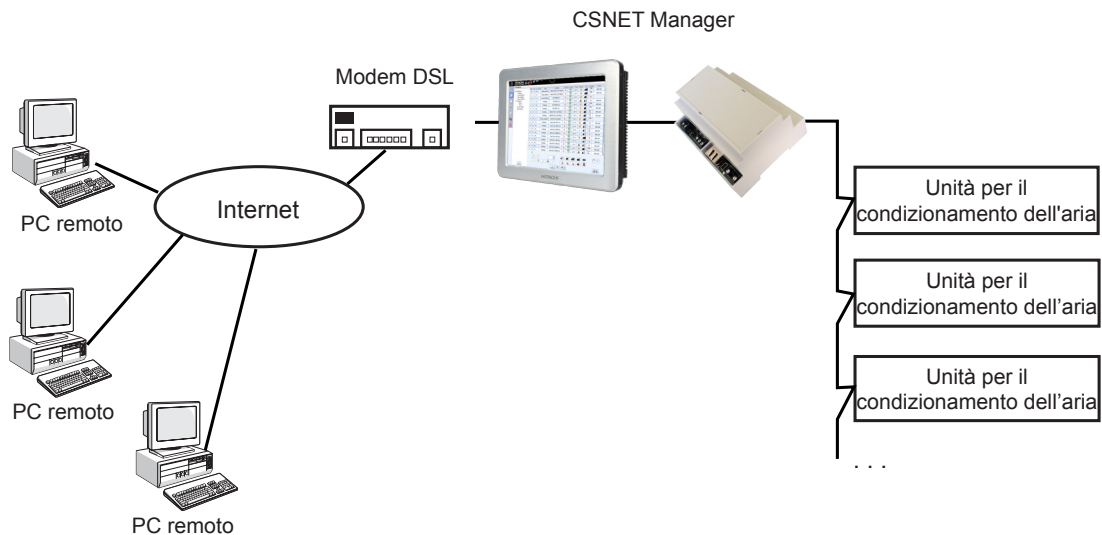 CSNET Manager
Modem DSL
HITACHI
PC remoto
Internet
Unità per il
condizionamento dell'aria
PC remoto
Unità per il
condizionamento dell’aria
PC remoto
Unità per il
condizionamento dell’aria
. . .